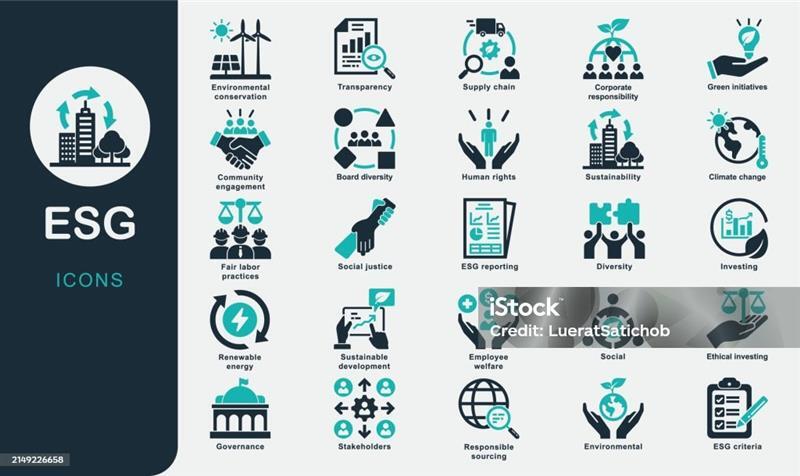 ESG
ICONS
Environmental
conservation
Transparency
Supply chain
Corporate
responsibility
Green initiatives
Community
engagement
Board diversity
Human rights
Sustainability
Climate change
Fair labor
practices
Social justice
ESG reporting
Diversity
Investing
Renewable
energy
Sustainable
development
Employee
welfare
Social
Ethical investing
iStock
Credit: LueratSatichob
Governance
Stakeholders
Responsible
sourcing
Environmental
ESG criteria
2149226658